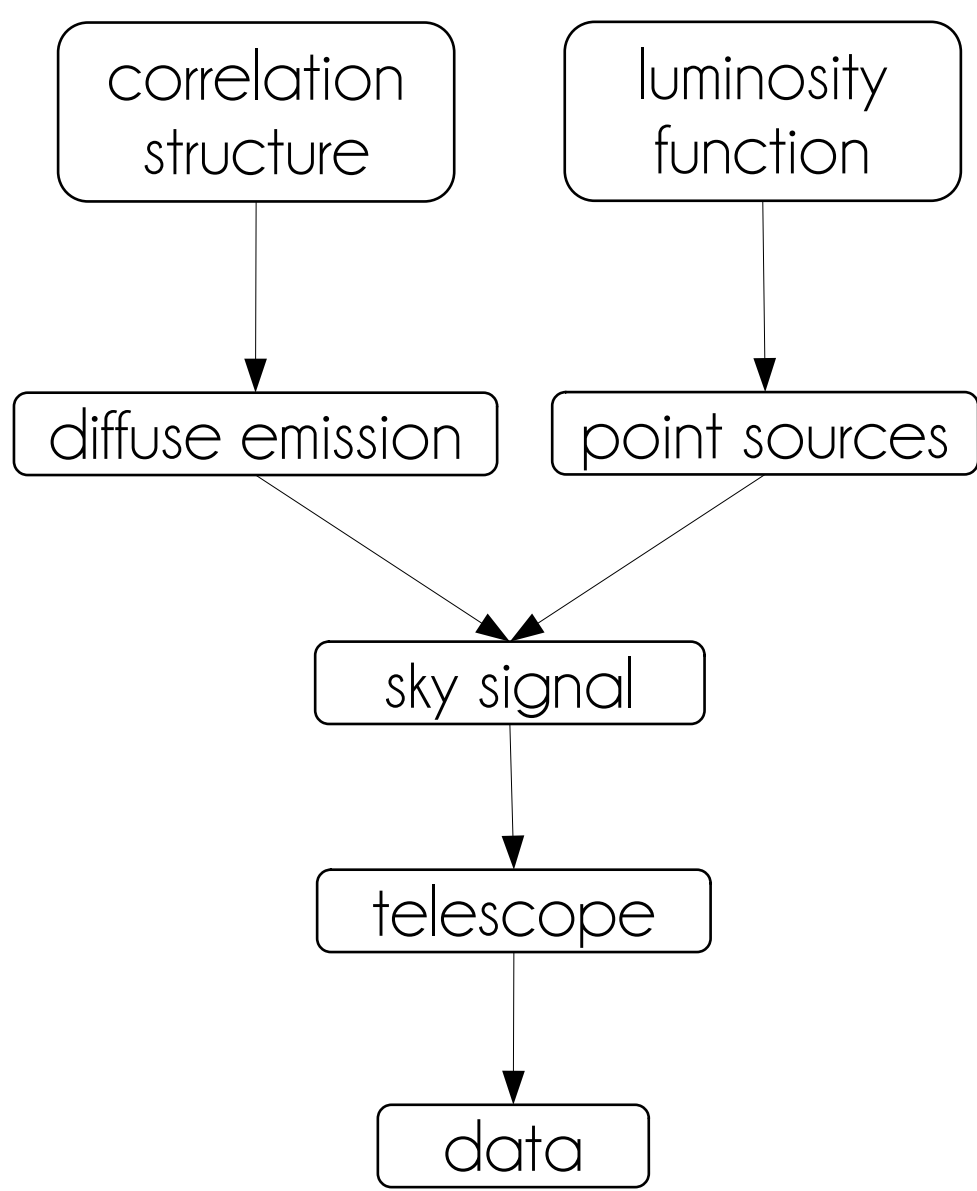 correlation
structure
luminosity
function
diffuse emission
point sources
sky signal
telescope
data